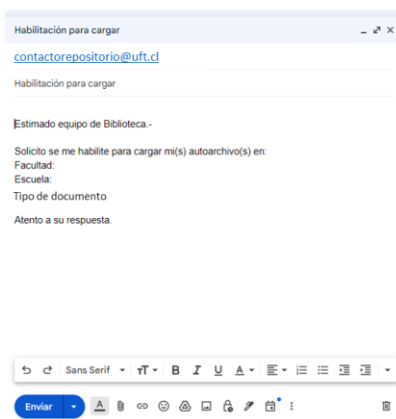 Habilitación para cargar
contactorepositorio@uft.cl
Habilitación para cargar
Estimado equipo de Biblioteca.-
Solicito se me habilite para cargar mi(s) autoarchivo(s) en:
Facultad:
Escuela:
Tipo de documento
Atento a su respuesta.
Sans Serif
B I U A
Enviar A